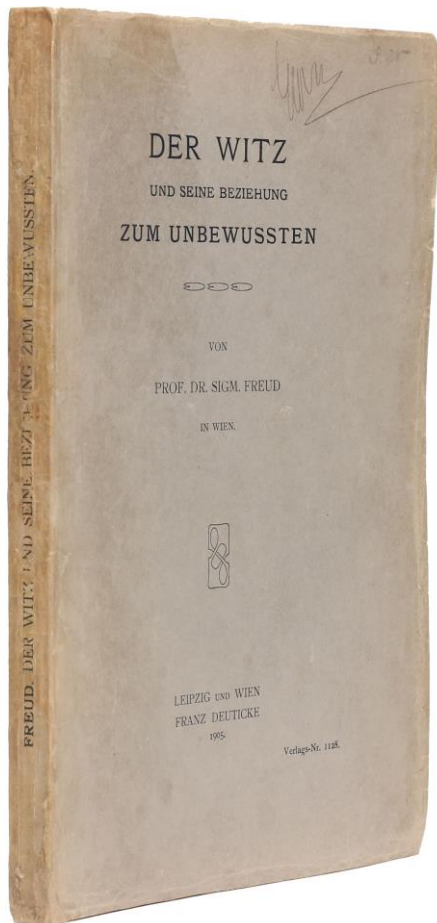 DER WITZ
UND SEINE BEZIEHUNG
ZUM UNBEWUSSTEN
VON
PROF. DR. SIGM. FREUD
IN WIEN.
LEIPZIG UND WIEN
FRANZ DEUTICKE
1905.
Verlags-Nr. 1128.
FREUD, DER WITZ UND SEINE BEZIEHUNG ZUM UNBEWUSSTEN.